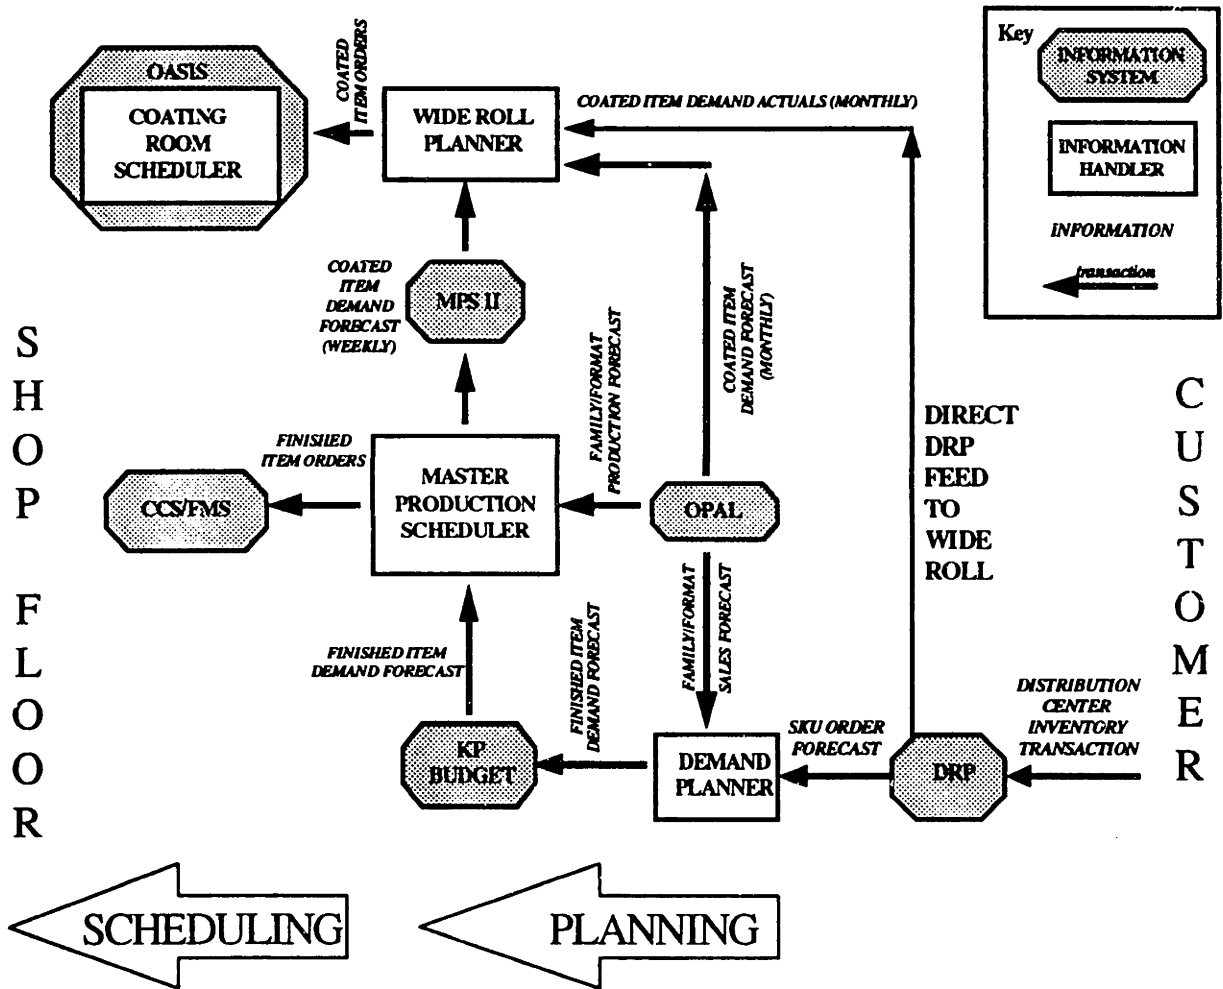 Key
INFORMATION
SYSTEM
INFORMATION
HANDLER
INFORMATION
transaction
OASIS
COATING
ROOM
SCHEDULER
COATED
ITEM ORDERS
WIDE ROLL
PLANNER
COATED ITEM DEMAND ACTUALS (MONTHLY)
COATED
ITEM
DEMAND
FORECAST
(WEEKLY)
MPS II
FAMILY/FORMAT
PRODUCTION FORECAST
COATED ITEM
DEMAND FORECAST
(MONTHLY)
SHOP FLOOR
CUSTOMER
DIRECT
DRP
FEED
TO
WIDE
ROLL
FINISHED
ITEM ORDERS
CCS/FMS
MASTER
PRODUCTION
SCHEDULER
OPAL
FINISHED ITEM
DEMAND FORECAST
FINISHED ITEM
DEMAND FORECAST
FAMILY/FORMAT
SALES FORECAST
KP
BUDGET
DEMAND
PLANNER
SKU ORDER
FORECAST
DRP
DISTRIBUTION
CENTER
INVENTORY
TRANSACTION
SCHEDULING
PLANNING